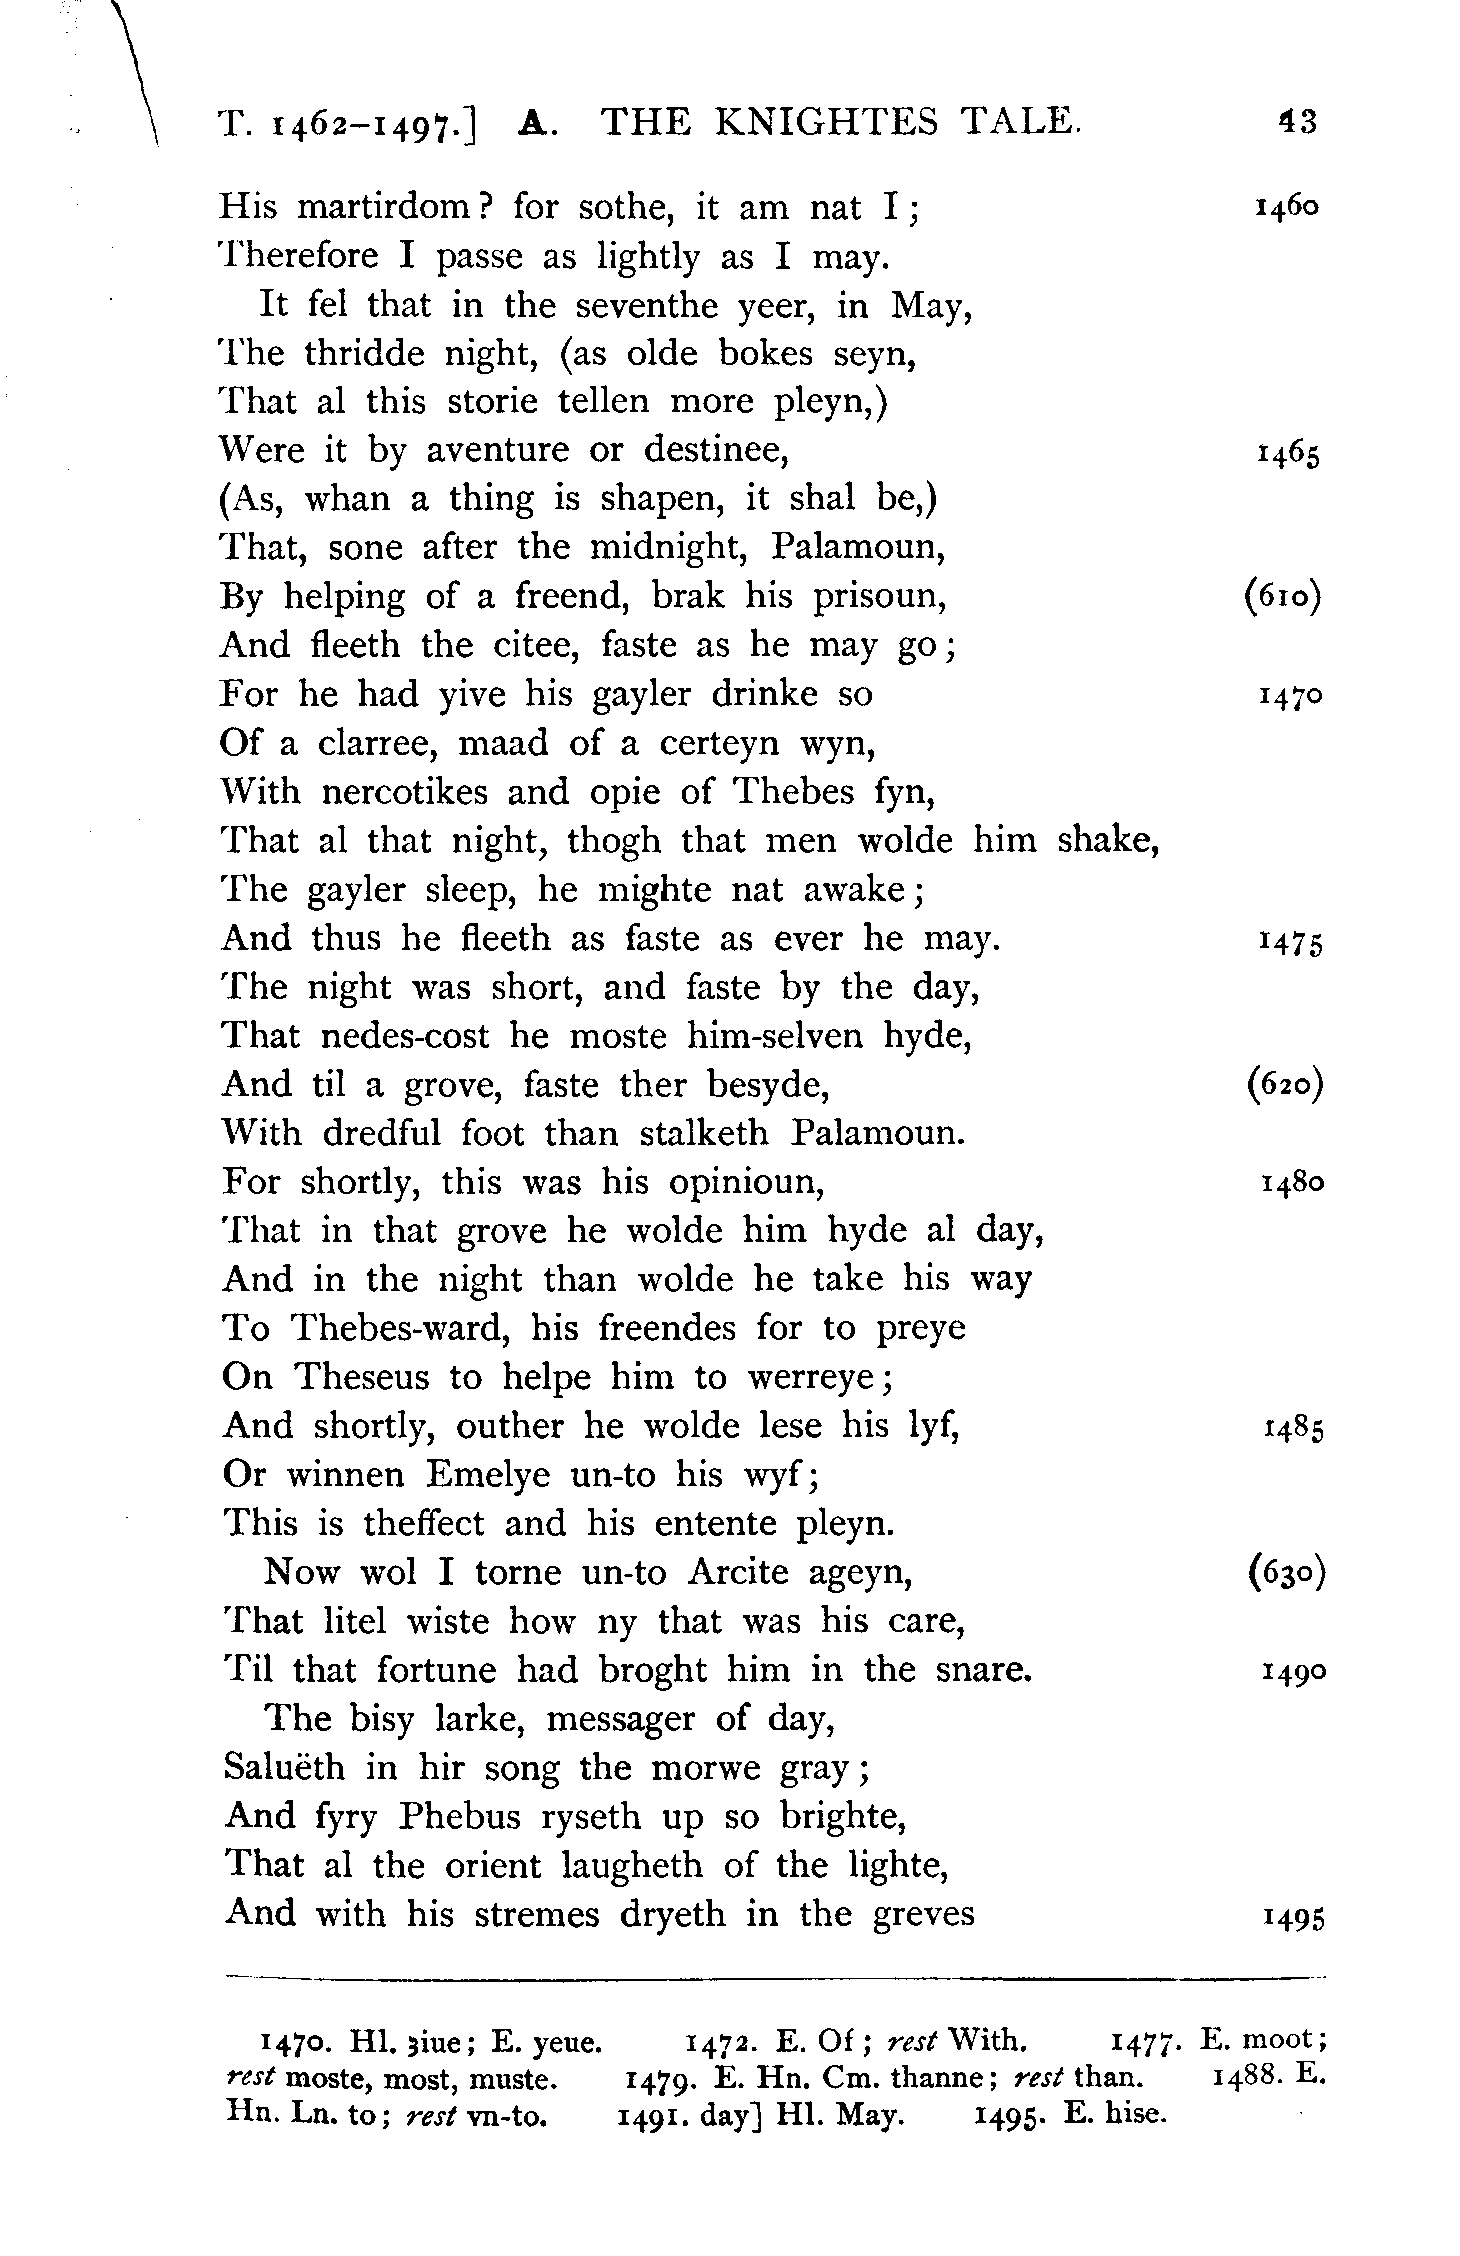 T. 1462-1497.] A. THE KNIGHTES TALE. 43
His martirdom? for sothe, it am nat I; 1460
Therefore I passe as lightly as I may.
It fel that in the seventhe yeer, in May,
The thridde night, (as olde bokes seyn,
That al this storie tellen more pleyn,)
Were it by aventure or destinee, 1465
(As, whan a thing is shapen, it shal be,)
That, sone after the midnight, Palamoun,
By helping of a freend, brak his prisoun, (610)
And fleeth the citee, faste as he may go;
For he had yive his gayler drinke so 1470
Of a clarree, maad of a certeyn wyn,
With nercotikes and opie of Thebes fyn,
That al that night, thogh that men wolde him shake,
The gayler sleep, he mighte nat awake;
And thus he fleeth as faste as ever he may. 1475
The night was short, and faste by the day,
That nedes-cost he moste him-selven hyde,
And til a grove, faste ther besyde, (620)
With dredful foot than stalketh Palamoun.
For shortly, this was his opinioun, 1480
That in that grove he wolde him hyde al day,
And in the night than wolde he take his way
To Thebes-ward, his freendes for to preye
On Theseus to helpe him to werreye;
And shortly, outher he wolde lese his lyf, 1485
Or winnen Emelye un-to his wyf;
This is theffect and his entente pleyn.
Now wol I torne un-to Arcite ageyn, (630)
That litel wiste how ny that was his care,
Til that fortune had broght him in the snare. 1490
The bisy larke, messager of day,
Saluëth in hir song the morwe gray;
And fyry Phebus ryseth up so brighte,
That al the orient laugheth of the lighte,
And with his stremes dryeth in the greves 1495
1470. Hl. ȝiue; E. yeue. 1472. E. Of; rest With. 1477. E. moot;
rest moste, most, muste. 1479. E. Hn. Cm. thanne; rest than. 1488. E.
Hn. Ln. to; rest vn-to. 1491. day] Hl. May. 1495. E. hise.